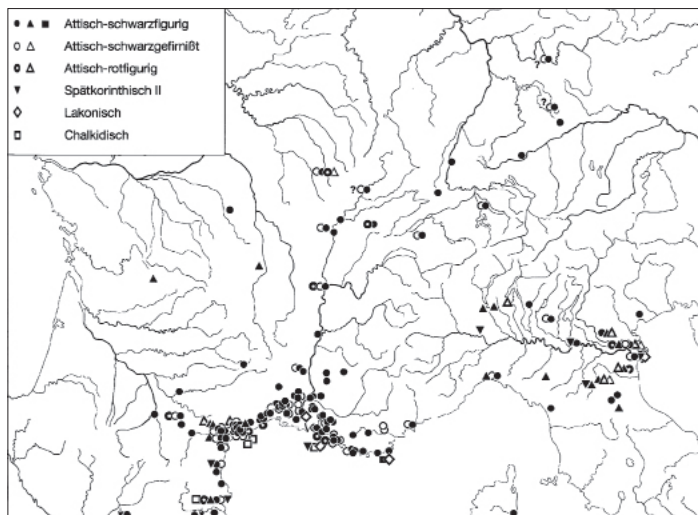 Attisch-schwarzfigurig
Attisch-schwarzgefirnißt
Attisch-rotfigurig
Spätkorinthisch II
Lakonisch
Chalkidisch
?
?
?